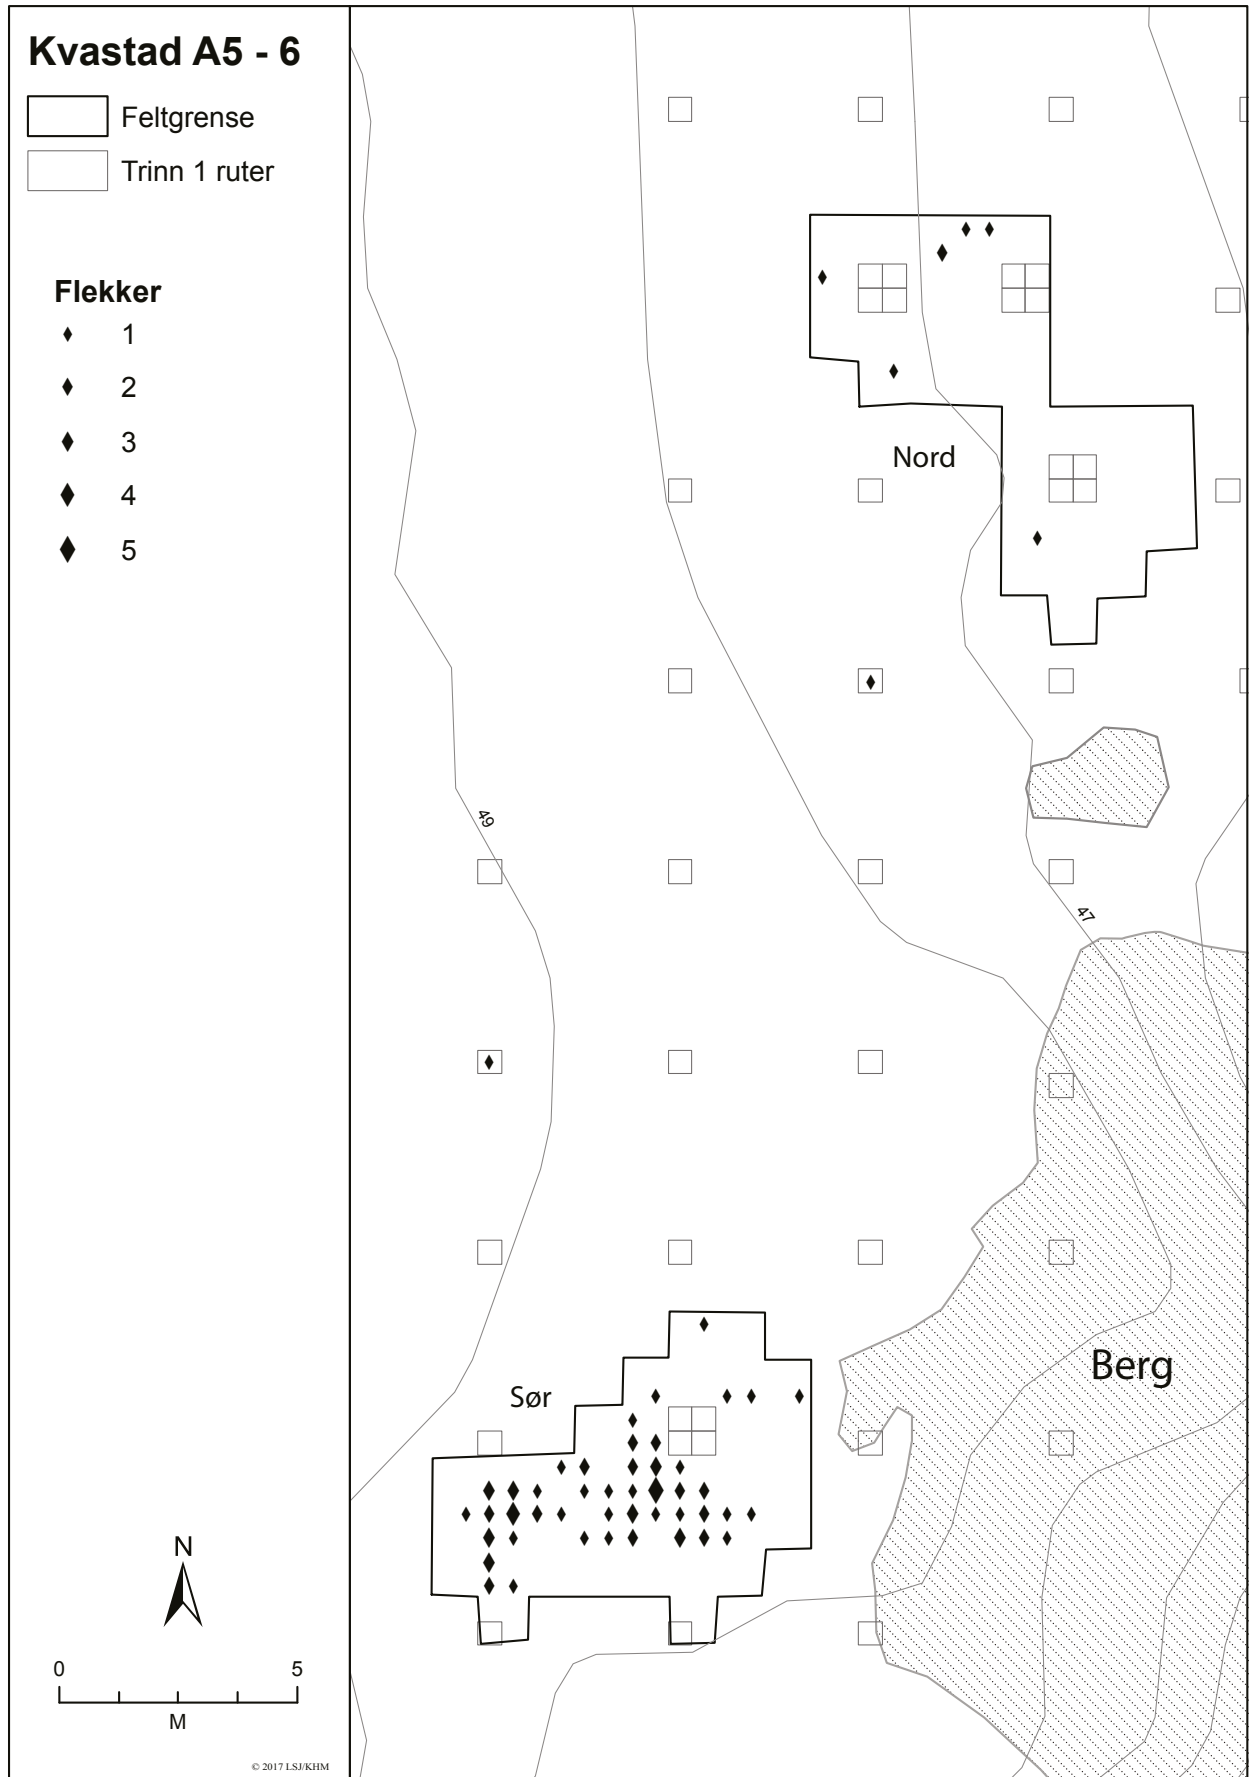 Kvastad A5 - 6
Feltgrense
Trinn 1 ruter
Flekker
1
2
3
4
5
Nord
49
47
Berg
Sør
N
0 5
M
© 2017 LSJ/KHM